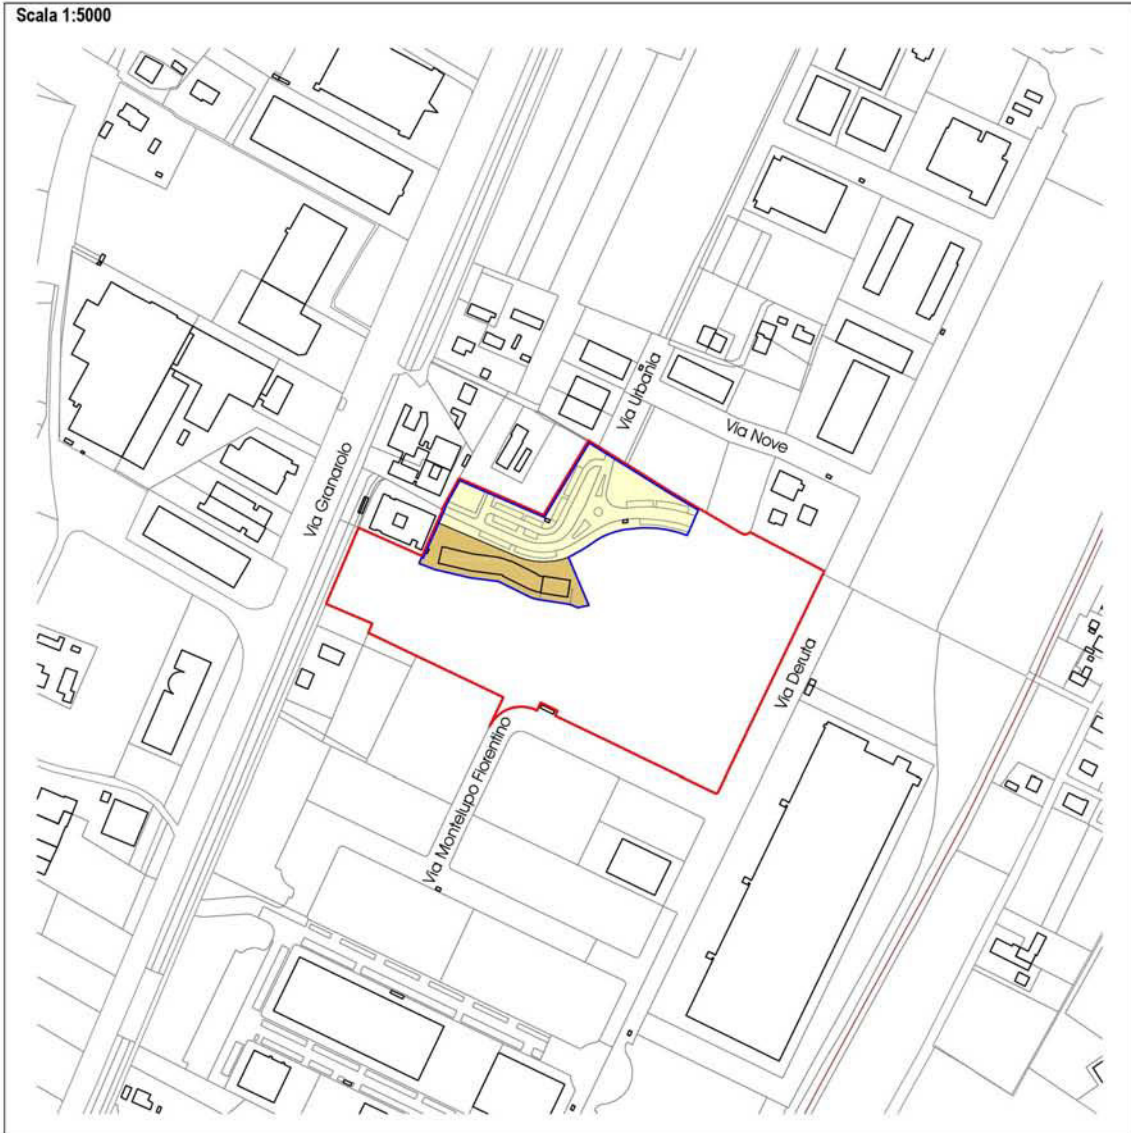 Scala 1:5000
Via Urbania
Via Nove
Via Granarolo
Via Deruta
Via Montelupo Fiorentino